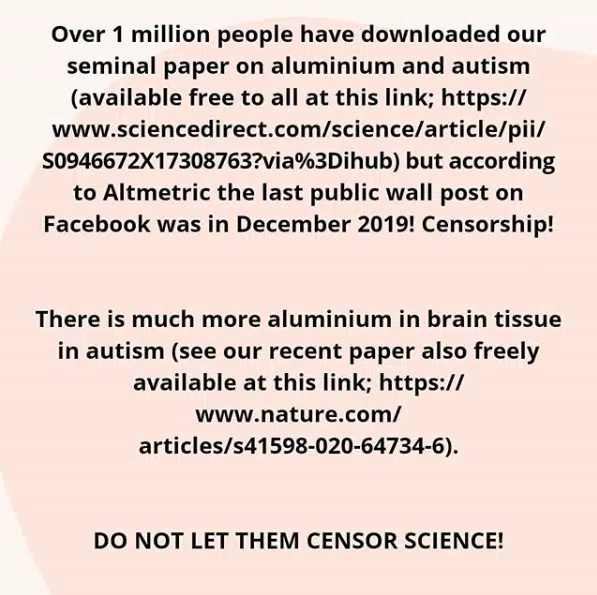 Over 1 million people have downloaded our
seminal paper on aluminium and autism
(available free to all at this link; https://
www.sciencedirect.com/science/article/pii/
S0946672X17308763?via%3Dihub) but according
to Altmetric the last public wall post on
Facebook was in December 2019! Censorship!
There is much more aluminium in brain tissue
in autism (see our recent paper also freely
available at this link; https://
www.nature.com/
articles/s41598-020-64734-6).
DO NOT LET THEM CENSOR SCIENCE!